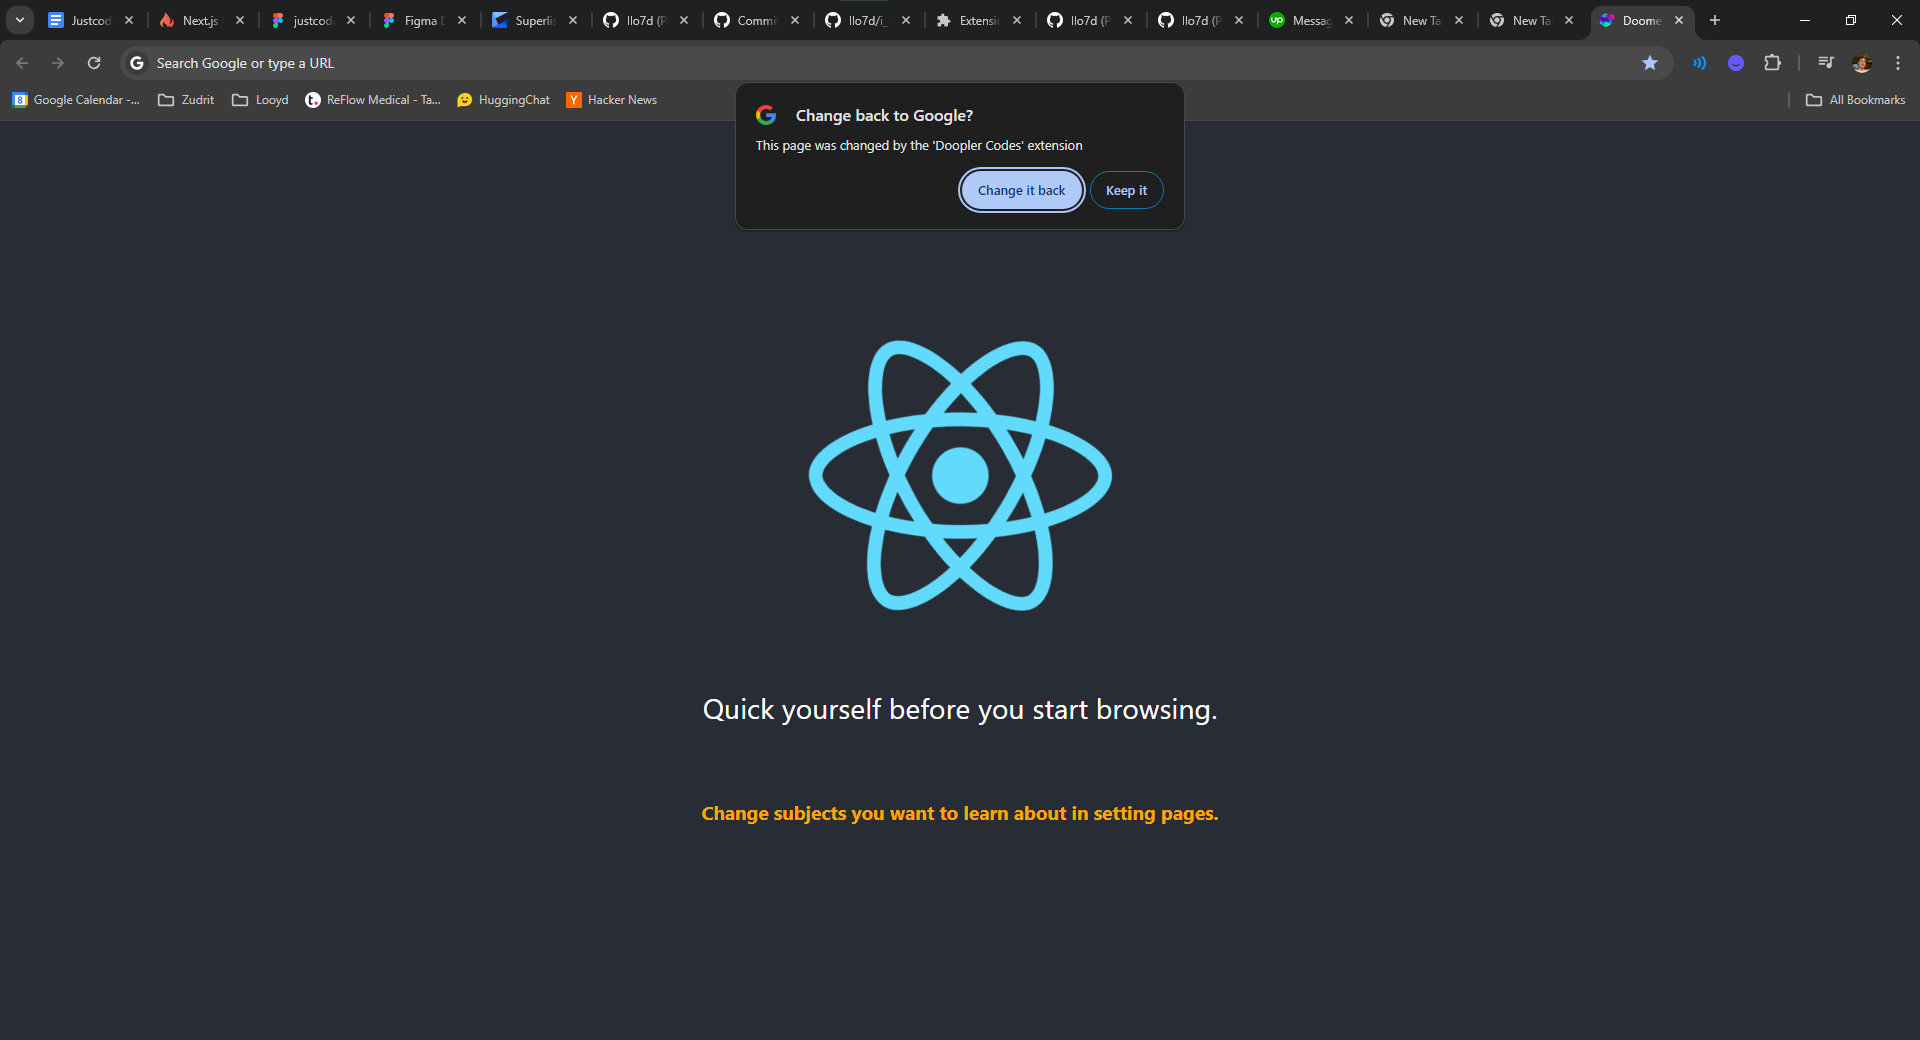 Justcod
Next.js
justcod
Figma D
Superlis
llo7d (P
Commit
llo7d/i_
Extensio
llo7d (P
llo7d (P
Messag
New Ta
New Ta
Doome
Search Google or type a URL
Google Calendar -...
Zudrit
Looyd
ReFlow Medical - Ta...
HuggingChat
Hacker News
All Bookmarks
Change back to Google?
This page was changed by the 'Doopler Codes' extension
Change it back
Keep it
Quick yourself before you start browsing.
Change subjects you want to learn about in setting pages.